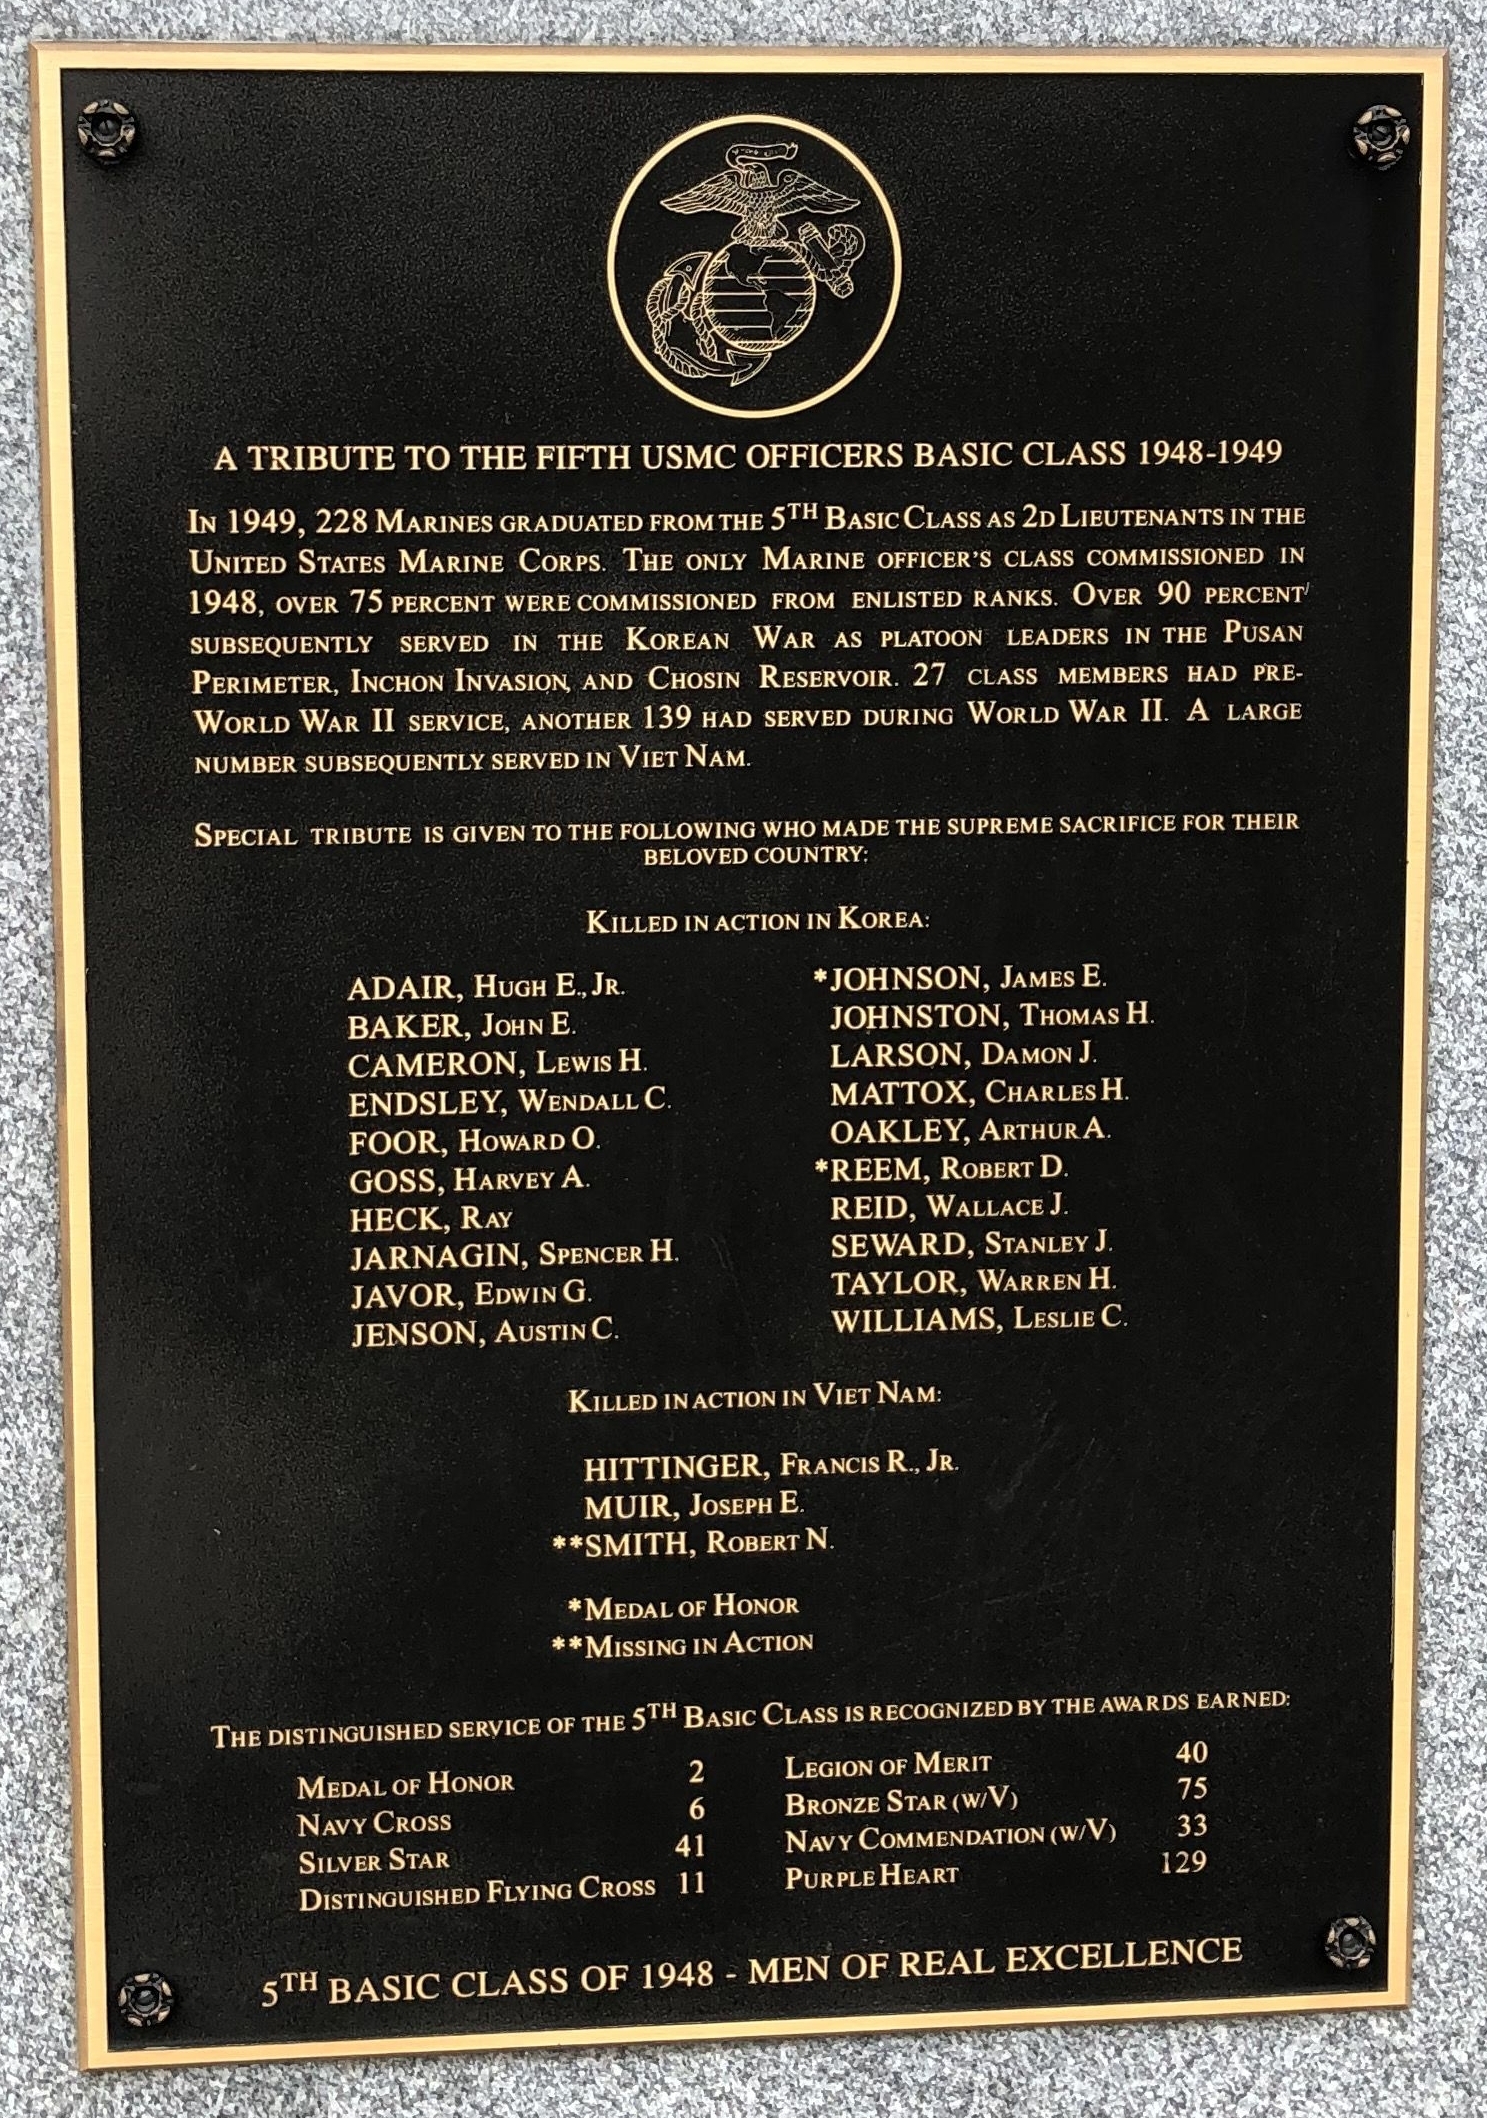 A TRIBUTE TO THE FIFTH USMC OFFICERS BASIC CLASS 1948-1949
IN 1949, 228 MARINES GRADUATED FROM THE 5TH BASIC CLASS AS 2D LIEUTENANTS IN THE
UNITED STATES MARINE CORPS. THE ONLY MARINE OFFICER'S CLASS COMMISSIONED IN
1948, OVER 75 PERCENT WERE COMMISSIONED FROM ENLISTED RANKS. OVER 90 PERCENT
SUBSEQUENTLY SERVED IN THE KOREAN WAR AS PLATOON LEADERS IN THE PUSAN
PERIMETER, INCHON INVASION, AND CHOSIN RESERVOIR. 27 CLASS MEMBERS HAD PRE-
WORLD WAR II SERVICE, ANOTHER 139 HAD SERVED DURING WORLD WAR II. A LARGE
NUMBER SUBSEQUENTLY SERVED IN VIET NAM.
SPECIAL TRIBUTE IS GIVEN TO THE FOLLOWING WHO MADE THE SUPREME SACRIFICE FOR THEIR
BELOVED COUNTRY:
KILLED IN ACTION IN KOREA:
ADAIR, HUGH E., JR.
BAKER, JOHN E.
CAMERON, LEWIS H.
ENDSLEY, WENDALL C.
FOOR, HOWARD O.
GOSS, HARVEY A.
HECK, RAY
JARNAGIN, SPENCER H.
JAVOR, EDWIN G.
JENSON, AUSTIN C.
*JOHNSON, JAMES E.
JOHNSTON, THOMAS H.
LARSON, DAMON J.
MATTOX, CHARLES H.
OAKLEY, ARTHUR A.
*REEM, ROBERT D.
REID, WALLACE J.
SEWARD, STANLEY J.
TAYLOR, WARREN H.
WILLIAMS, LESLIE C.
KILLED IN ACTION IN VIET NAM:
HITTINGER, FRANCIS R., JR.
MUIR, JOSEPH E.
**SMITH, ROBERT N.
*MEDAL OF HONOR
**MISSING IN ACTION
THE DISTINGUISHED SERVICE OF THE 5TH BASIC CLASS IS RECOGNIZED BY THE AWARDS EARNED:
MEDAL OF HONOR 2
NAVY CROSS 6
SILVER STAR 41
DISTINGUISHED FLYING CROSS 11
LEGION OF MERIT 40
BRONZE STAR (W/V) 75
NAVY COMMENDATION (W/V) 33
PURPLE HEART 129
5TH BASIC CLASS OF 1948 - MEN OF REAL EXCELLENCE